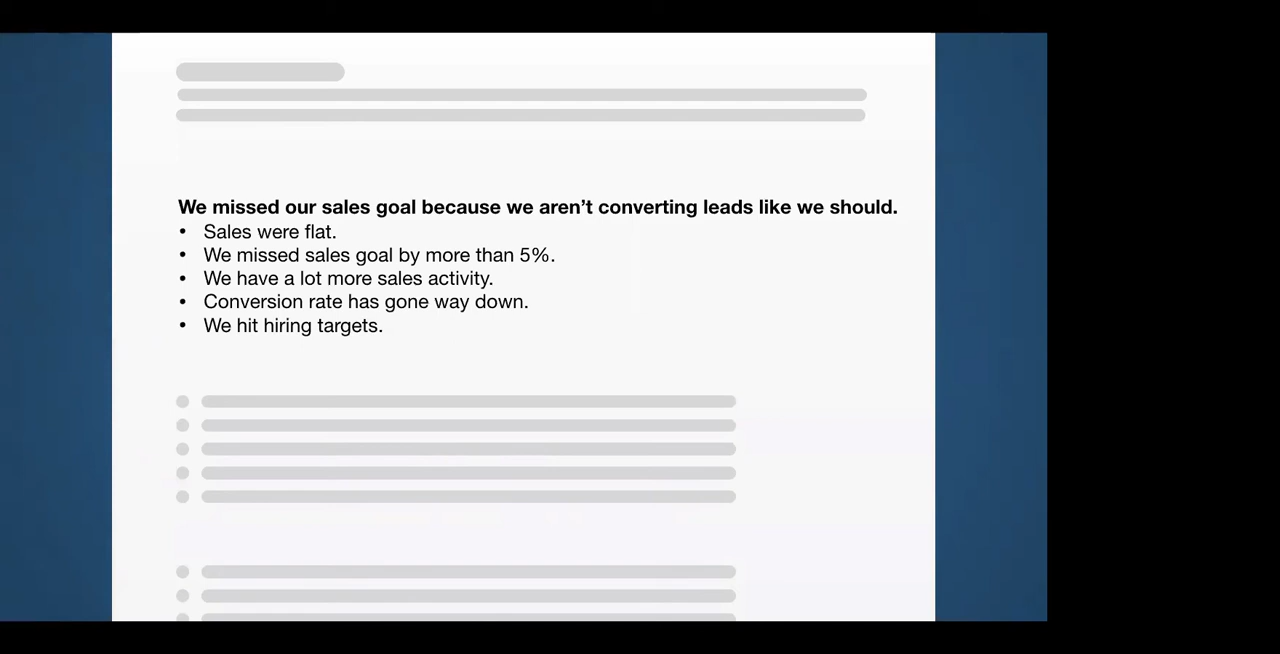 We missed our sales goal because we aren’t converting leads like we should.
• Sales were flat.
• We missed sales goal by more than 5%.
• We have a lot more sales activity.
• Conversion rate has gone way down.
• We hit hiring targets.